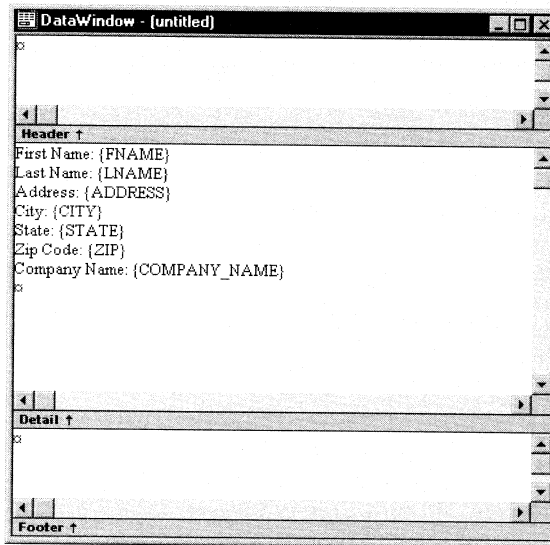 DataWindow - (untitled)
¤
Header ↑
First Name: {FNAME}
Last Name: {LNAME}
Address: {ADDRESS}
City: {CITY}
State: {STATE}
Zip Code: {ZIP}
Company Name: {COMPANY_NAME}
¤
Detail ↑
¤
Footer ↑